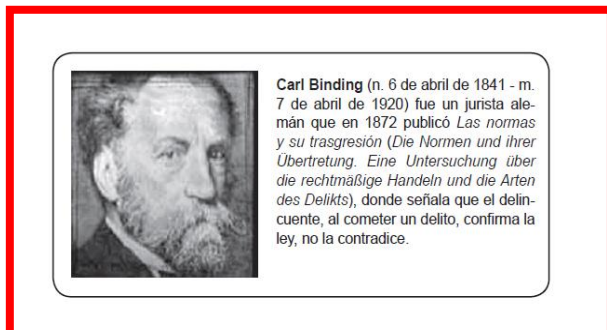 Carl Binding (n. 6 de abril de 1841 - m.
7 de abril de 1920) fue un jurista ale-
mán que en 1872 publicó Las normas
y su trasgresión (Die Normen und ihrer
Übertretung. Eine Untersuchung über
die rechtmäßige Handeln und die Arten
des Delikts), donde señala que el delin-
cuente, al cometer un delito, confirma la
ley, no la contradice.